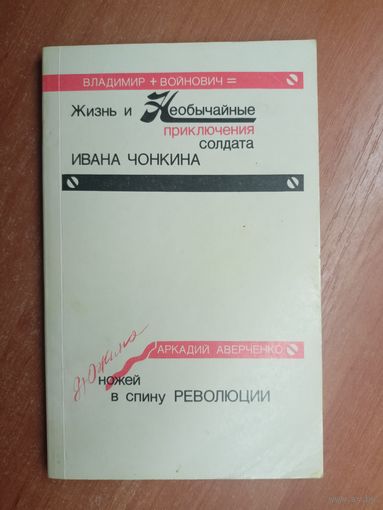 ВЛАДИМИР + ВОЙНОВИЧ =
Жизнь и Необычайные
приключения
солдата
ИВАНА ЧОНКИНА
АРКАДИЙ АВЕРЧЕНКО
дюжина
ножей
в спину РЕВОЛЮЦИИ